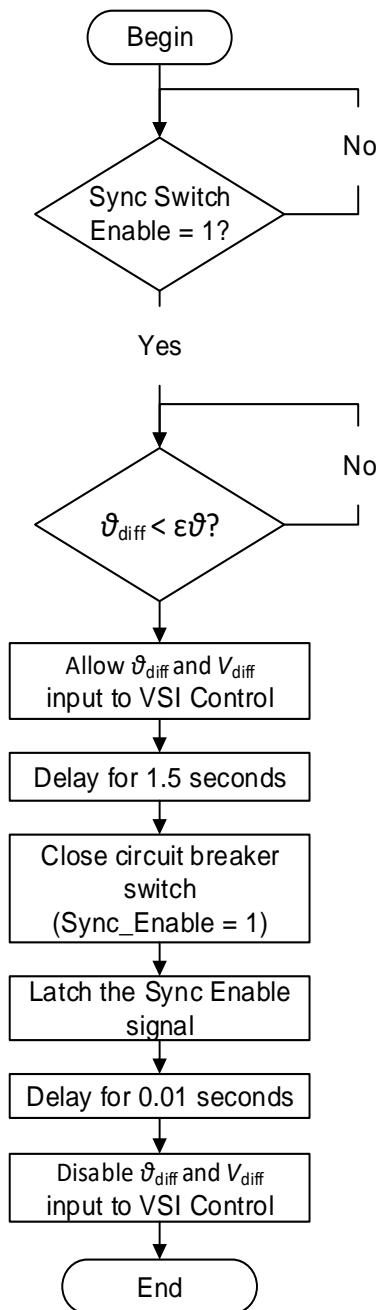 Begin
No
Sync Switch
Enable = 1?
Yes
No
ϑdiff < εϑ?
Allow ϑdiff and Vdiff
input to VSI Control
Delay for 1.5 seconds
Close circuit breaker
switch
(Sync_Enable = 1)
Latch the Sync Enable
signal
Delay for 0.01 seconds
Disable ϑdiff and Vdiff
input to VSI Control
End